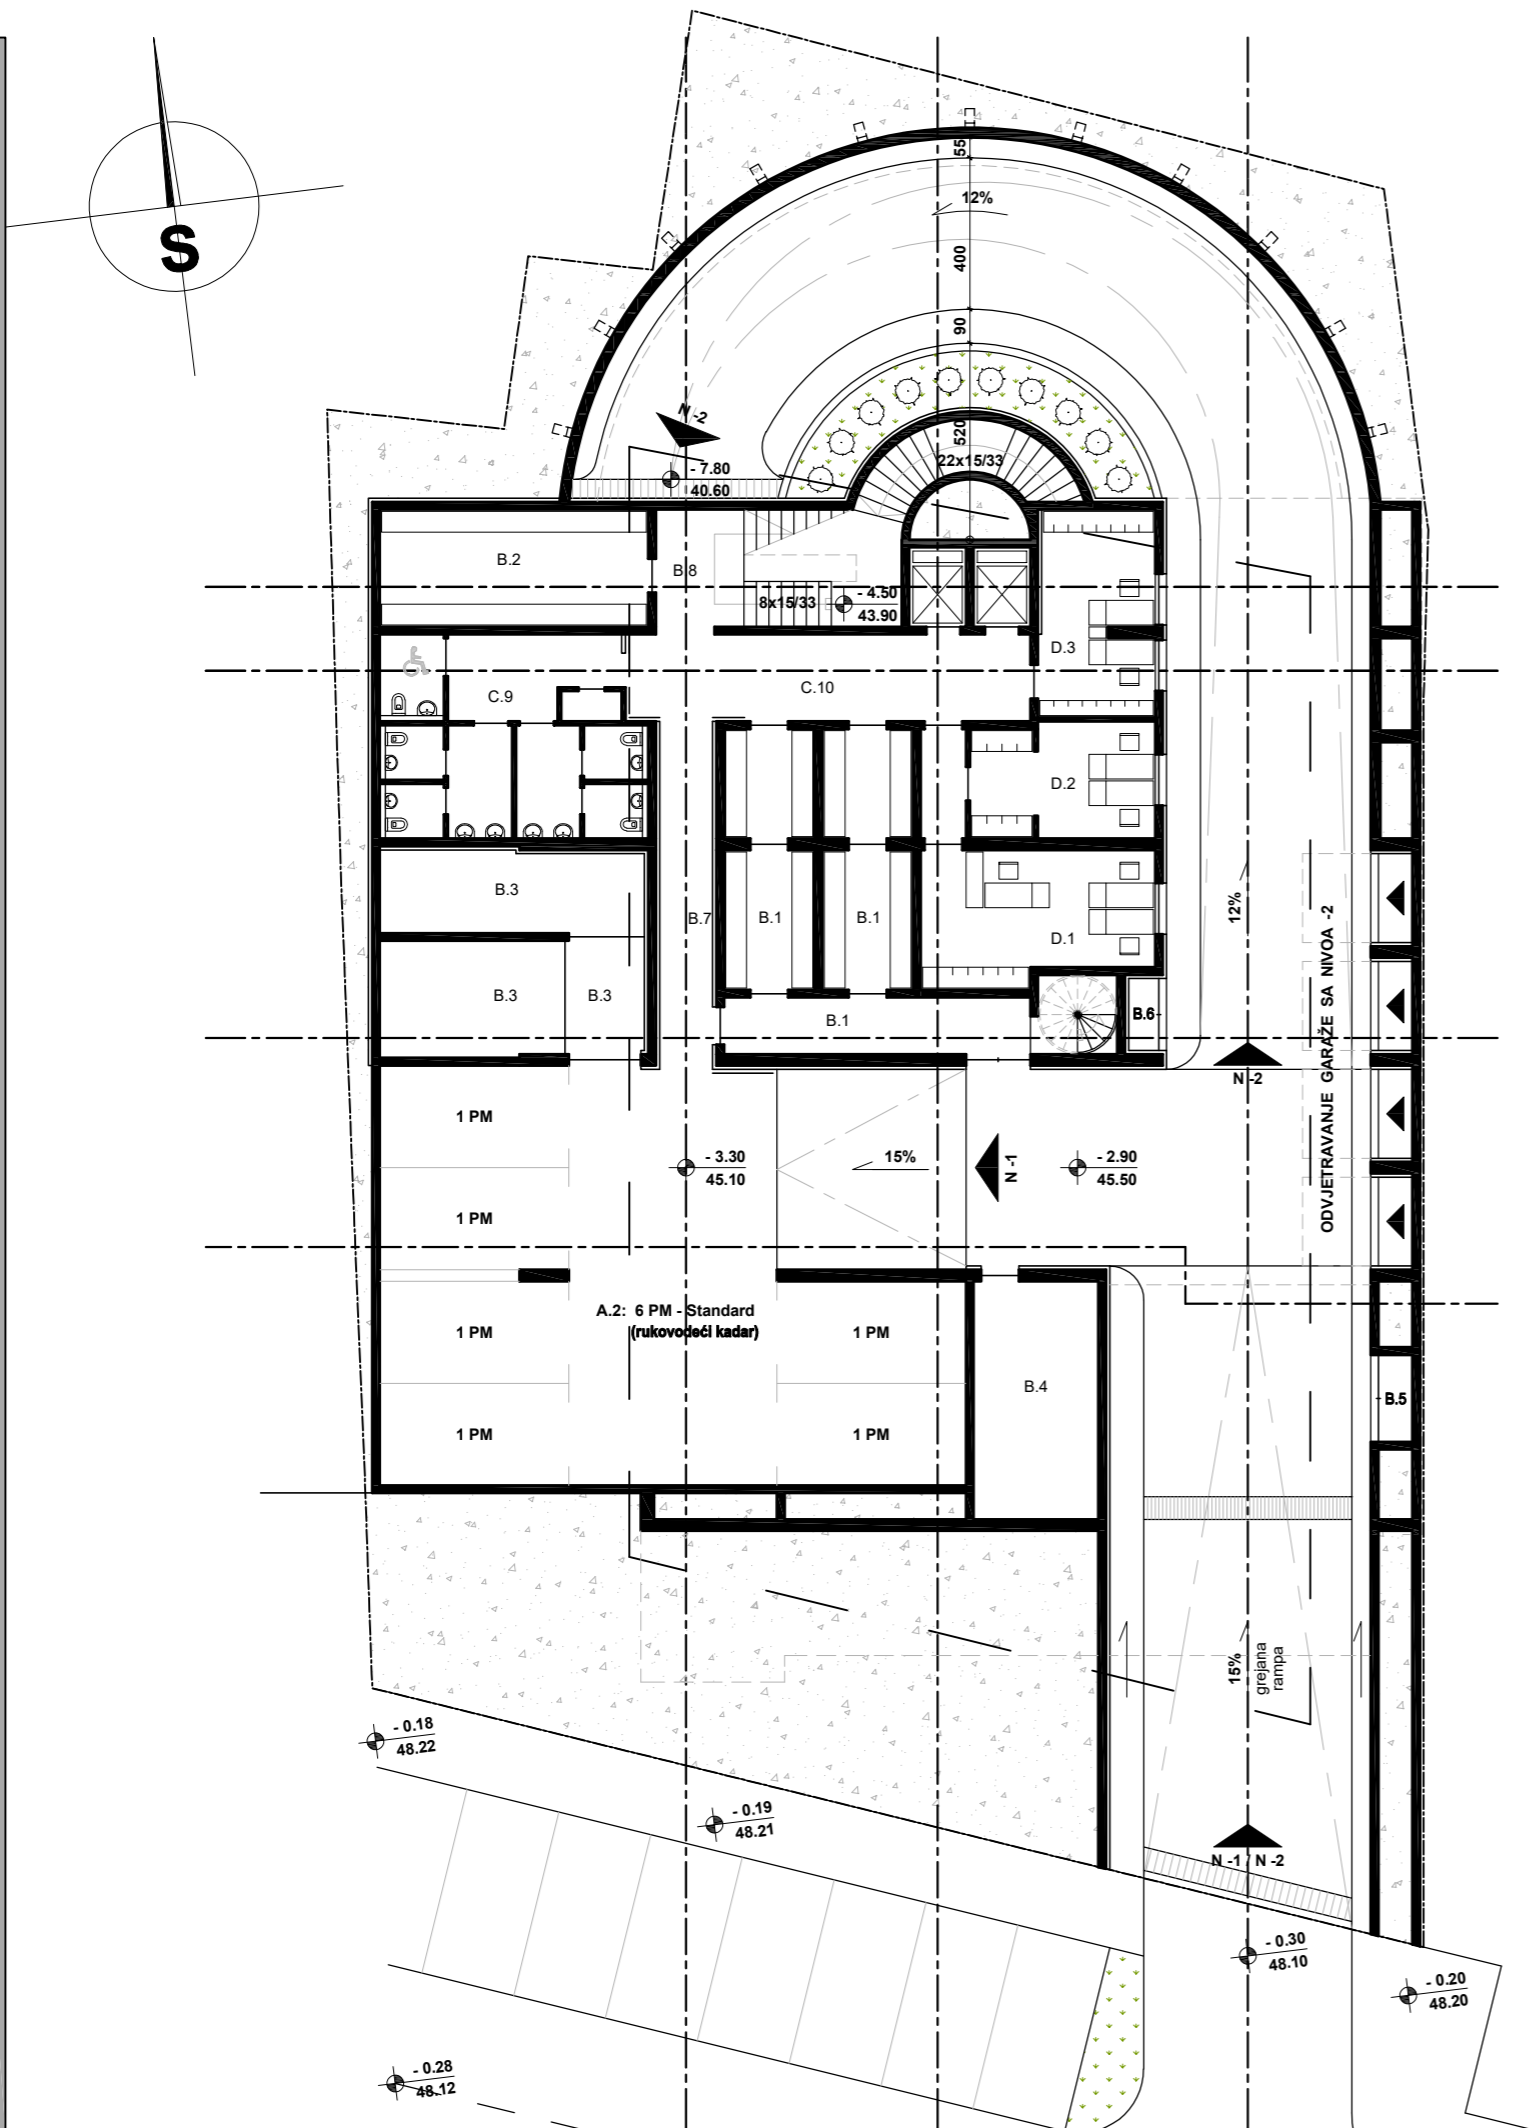 S
55
12%
400
90
520
22x15/33
N -2
- 7.80
40.60
B.2
B.8
8x15/33
- 4.50
43.90
D.3
C.9
C.10
D.2
B.3
B.7
B.1
B.1
D.1
12%
ODVJETRAVANJE GARAŽE SA NIVOA -2
B.3
B.3
B.1
B.6
N -2
1 PM
- 3.30
45.10
15%
N -1
- 2.90
45.50
1 PM
A.2: 6 PM - Standard
(rukovodeći kadar)
1 PM
1 PM
B.4
B.5
1 PM
1 PM
15%
grejana
rampa
- 0.18
48.22
- 0.19
48.21
N -1 / N -2
- 0.30
48.10
- 0.20
48.20
- 0.28
48.12